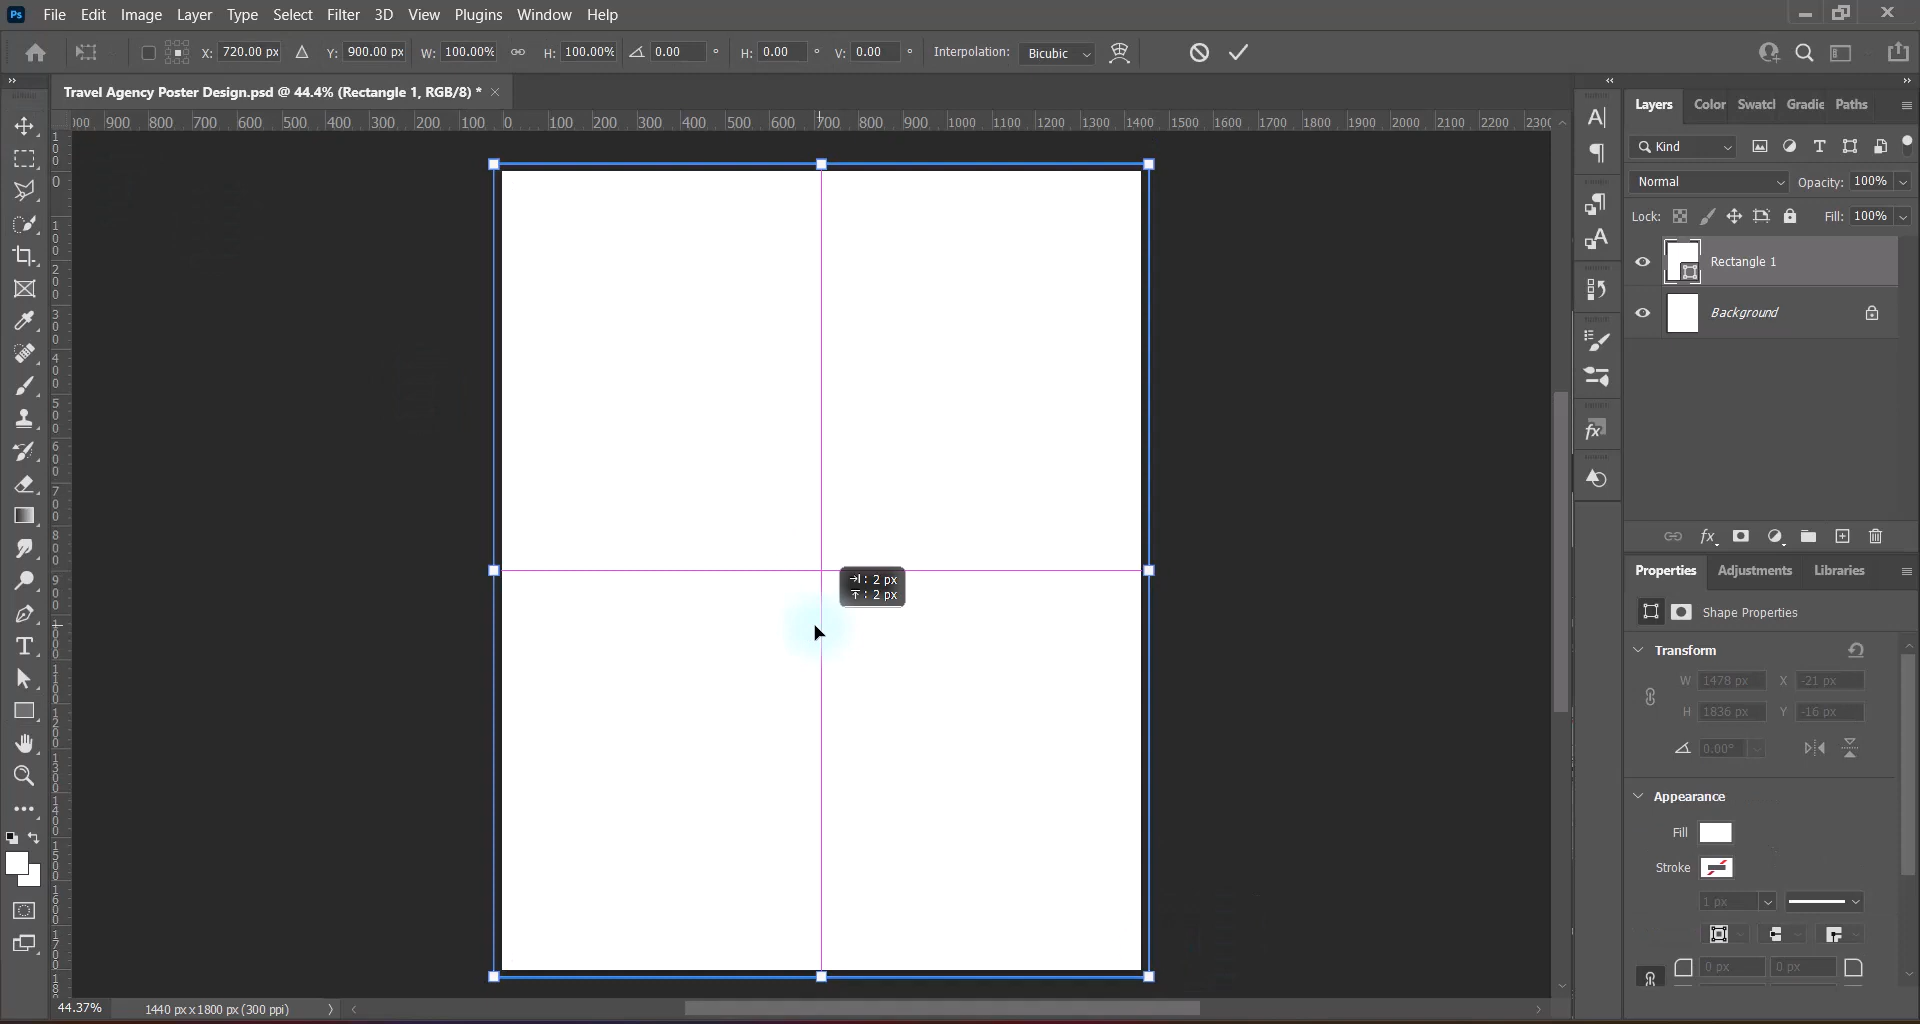 Ps File Edit Image Layer Type Select Filter 3D View Plugins Window Help
X: 720.00 px Y: 900.00 px W: 100.00% H: 100.00% 0.00 ° H: 0.00 ° V: 0.00 ° Interpolation: Bicubic
Travel Agency Poster Design.psd @ 44.4% (Rectangle 1, RGB/8) *
900 800 700 600 500 400 300 200 100 0 100 200 300 400 500 600 700 800 900 1000 1100 1200 1300 1400 1500 1600 1700 1800 1900 2000 2100 2200 2300
Layers Color Swatcl Gradie Paths
Kind
Normal Opacity: 100%
Lock: Fill: 100%
Rectangle 1
Background
fx
→: 2 px
: 2 px
Properties Adjustments Libraries
Shape Properties
Transform
W 1478 px X -21 px
H 1836 px Y -16 px
0.00°
Appearance
Fill
Stroke
1 px
0 px 0 px
44.37% 1440 px x 1800 px (300 ppi)